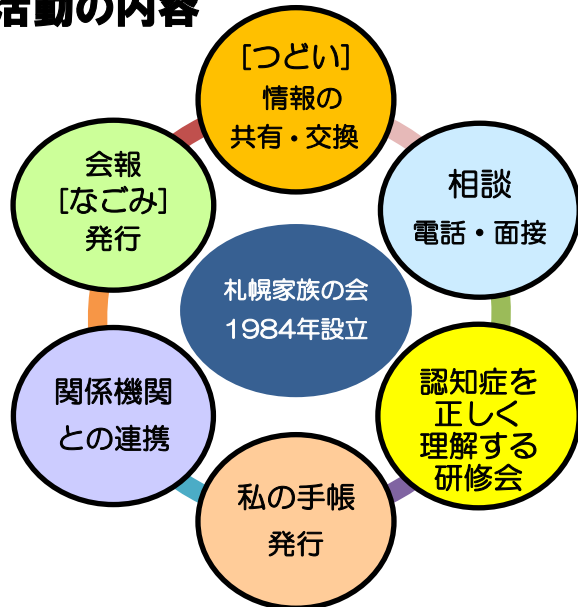 活動の内容
[つどい]
情報の
共有・交換
相談
電話・面接
認知症を
正しく
理解する
研修会
私の手帳
発行
関係機関
との連携
会報
[なごみ]
発行
札幌家族の会
1984年設立